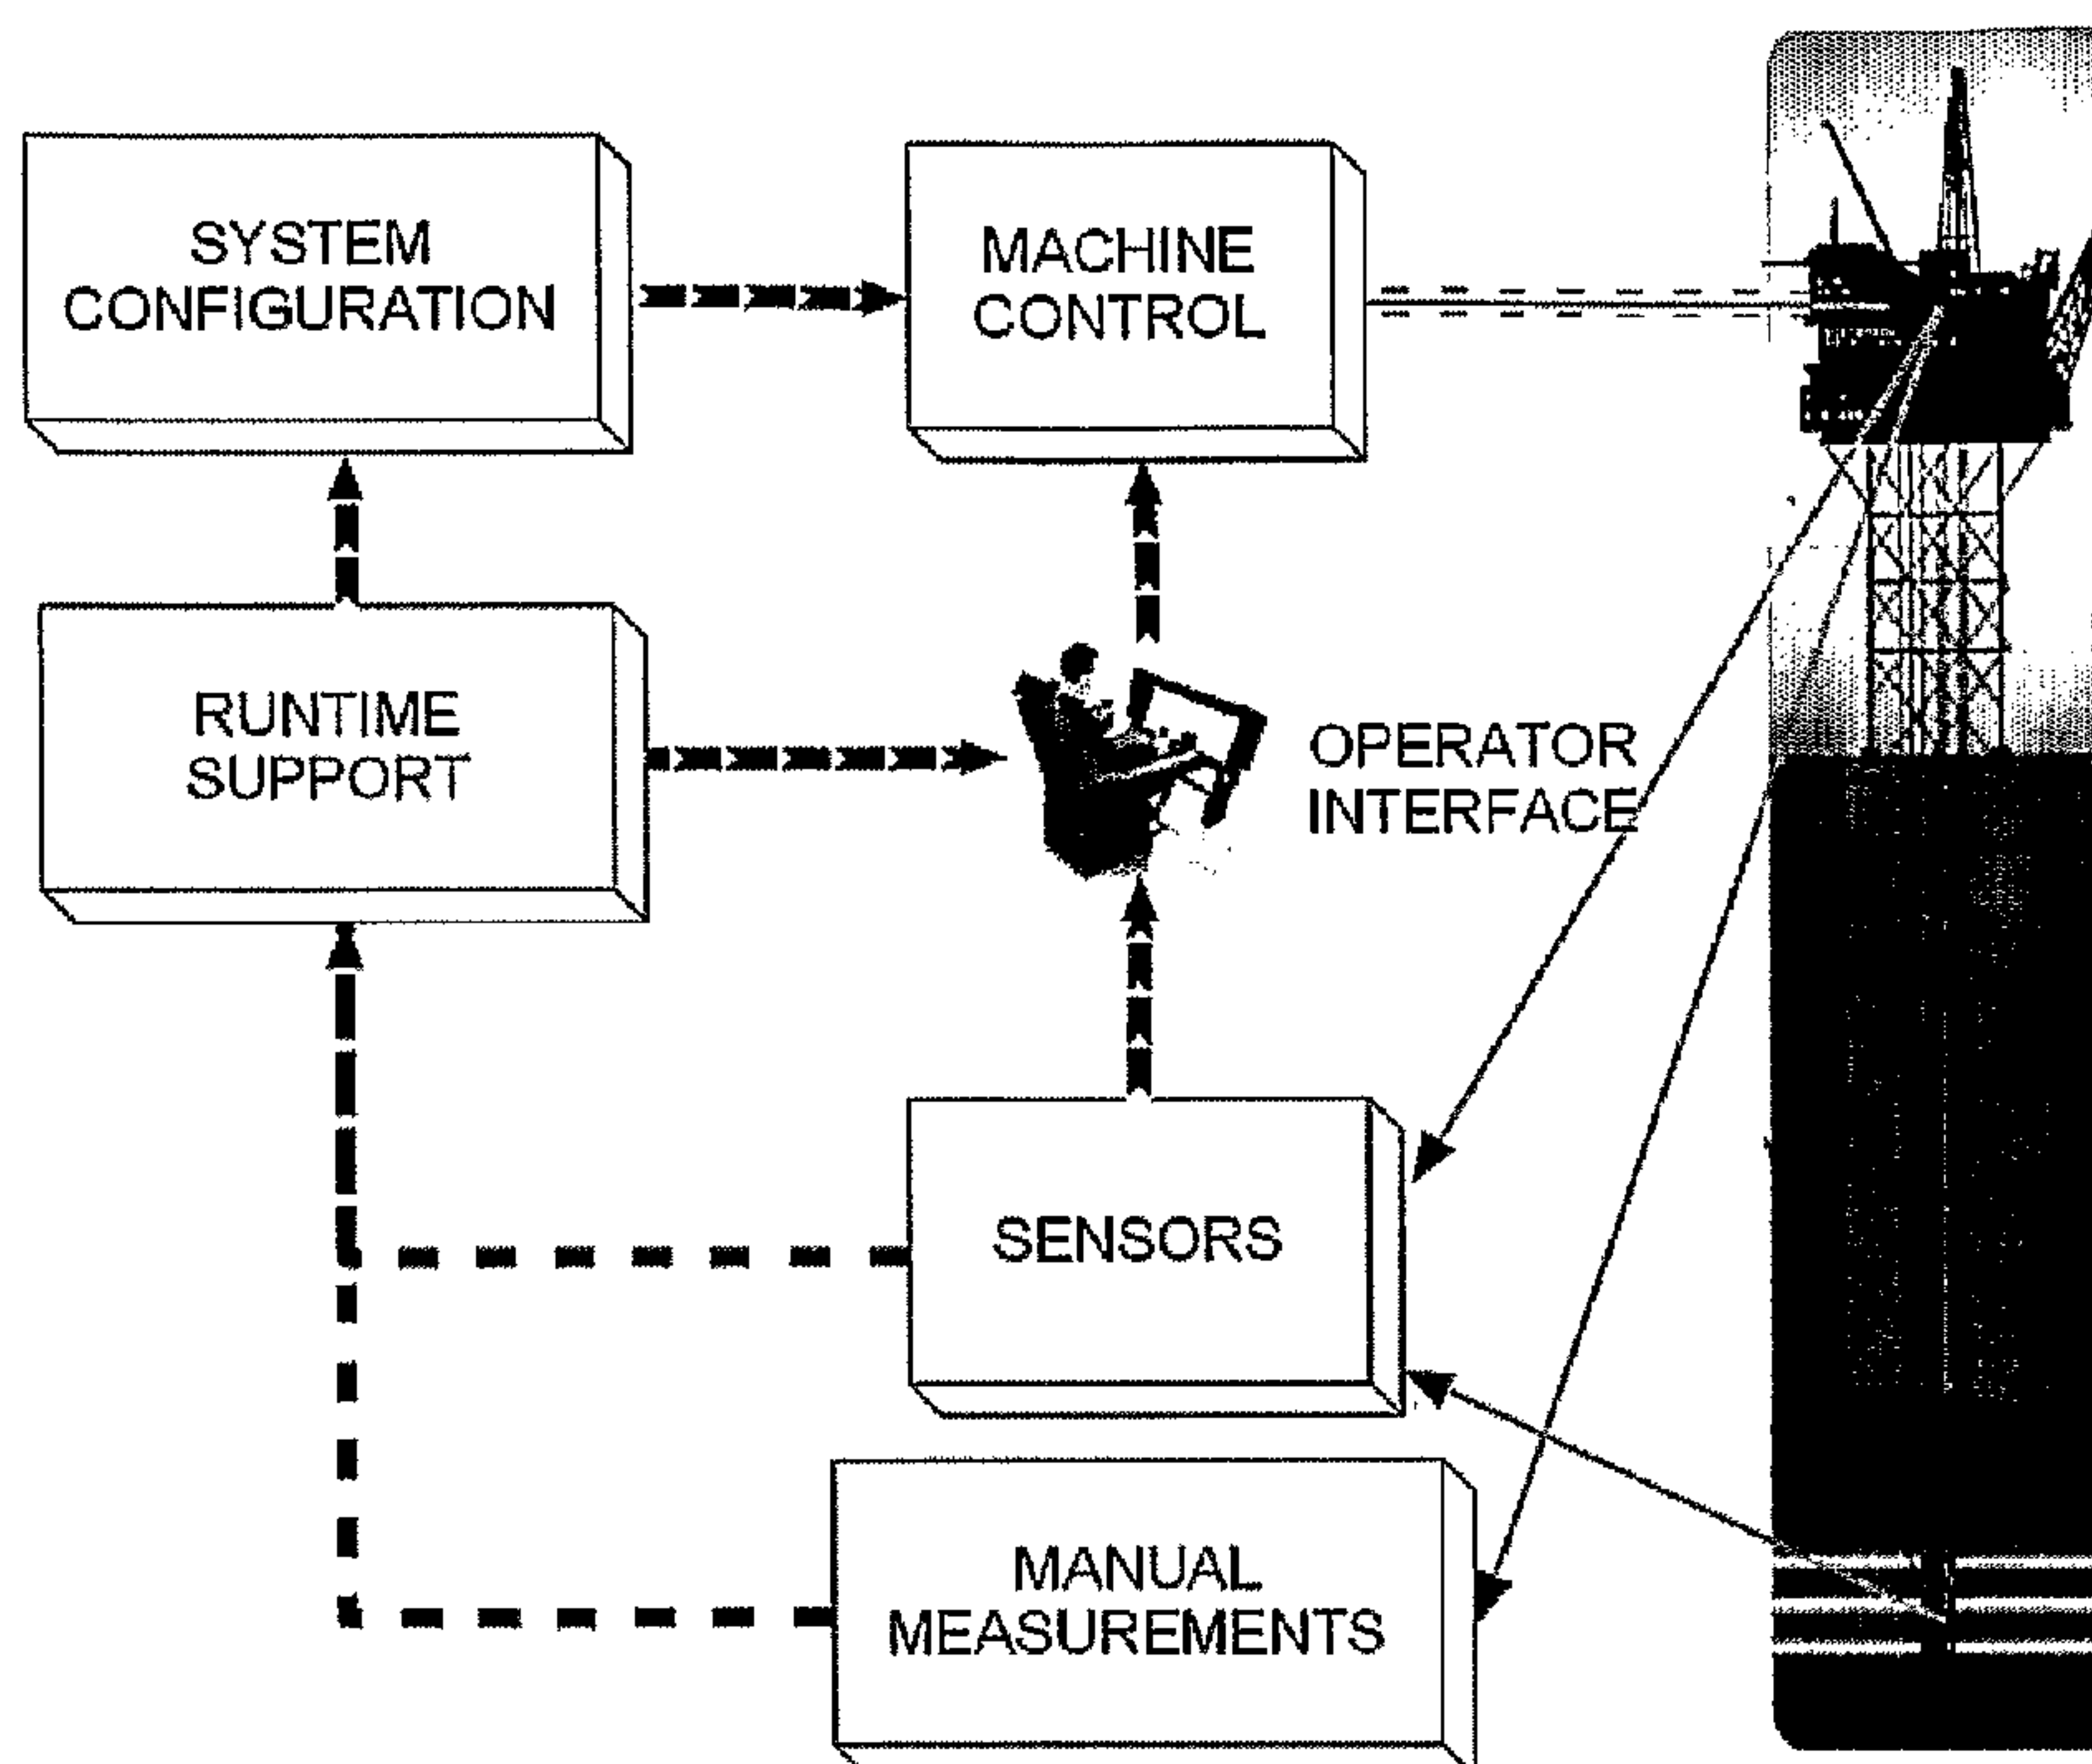 SYSTEM
CONFIGURATION
MACHINE
CONTROL
RUNTIME
SUPPORT
OPERATOR
INTERFACE
SENSORS
MANUAL
MEASUREMENTS